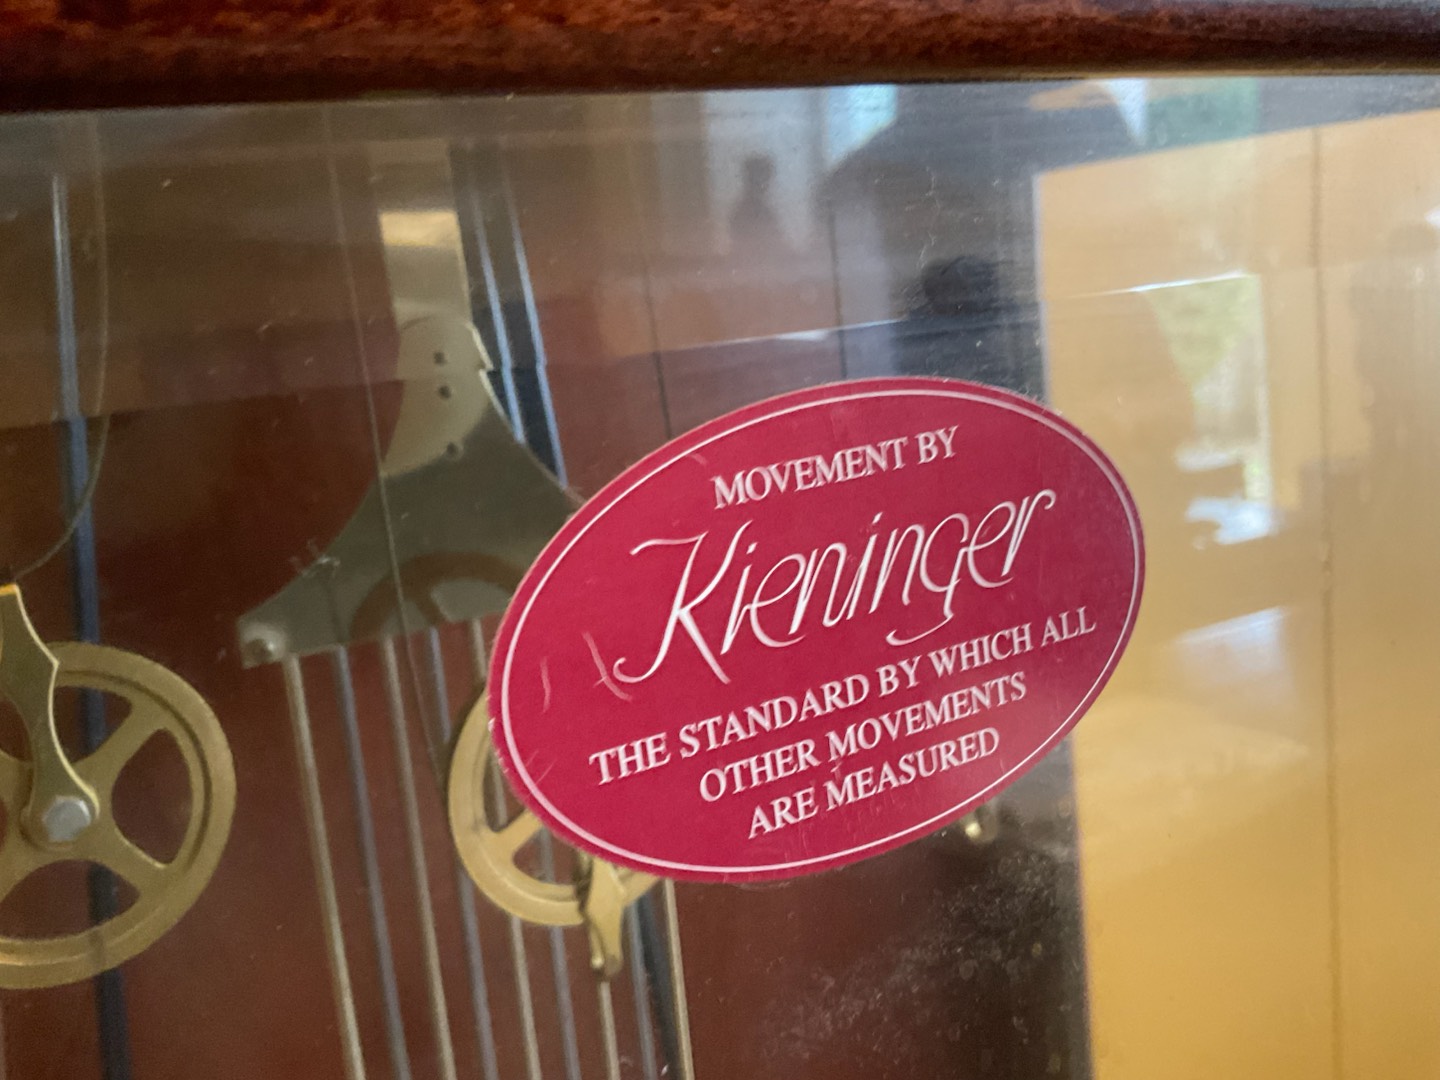 MOVEMENT BY
Kieninger
THE STANDARD BY WHICH ALL
OTHER MOVEMENTS
ARE MEASURED